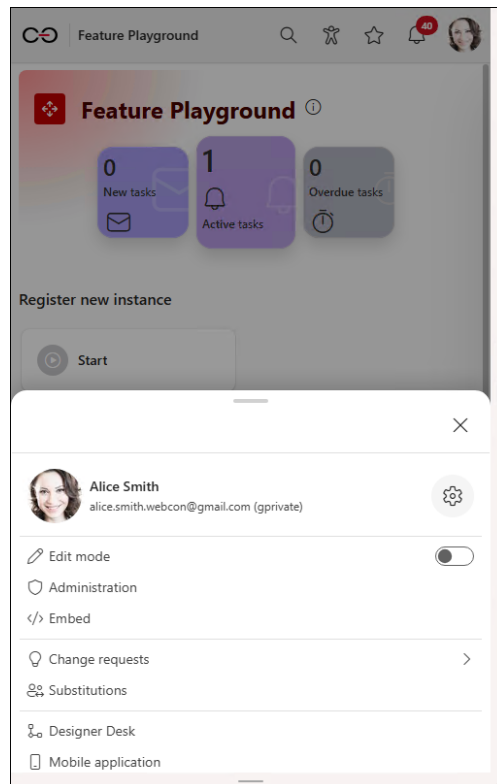 Feature Playground
40
Feature Playground
0
New tasks
1
Active tasks
0
Overdue tasks
Register new instance
Start
Alice Smith
alice.smith.webcon@gmail.com (gprivate)
Edit mode
Administration
Embed
Change requests
Substitutions
Designer Desk
Mobile application